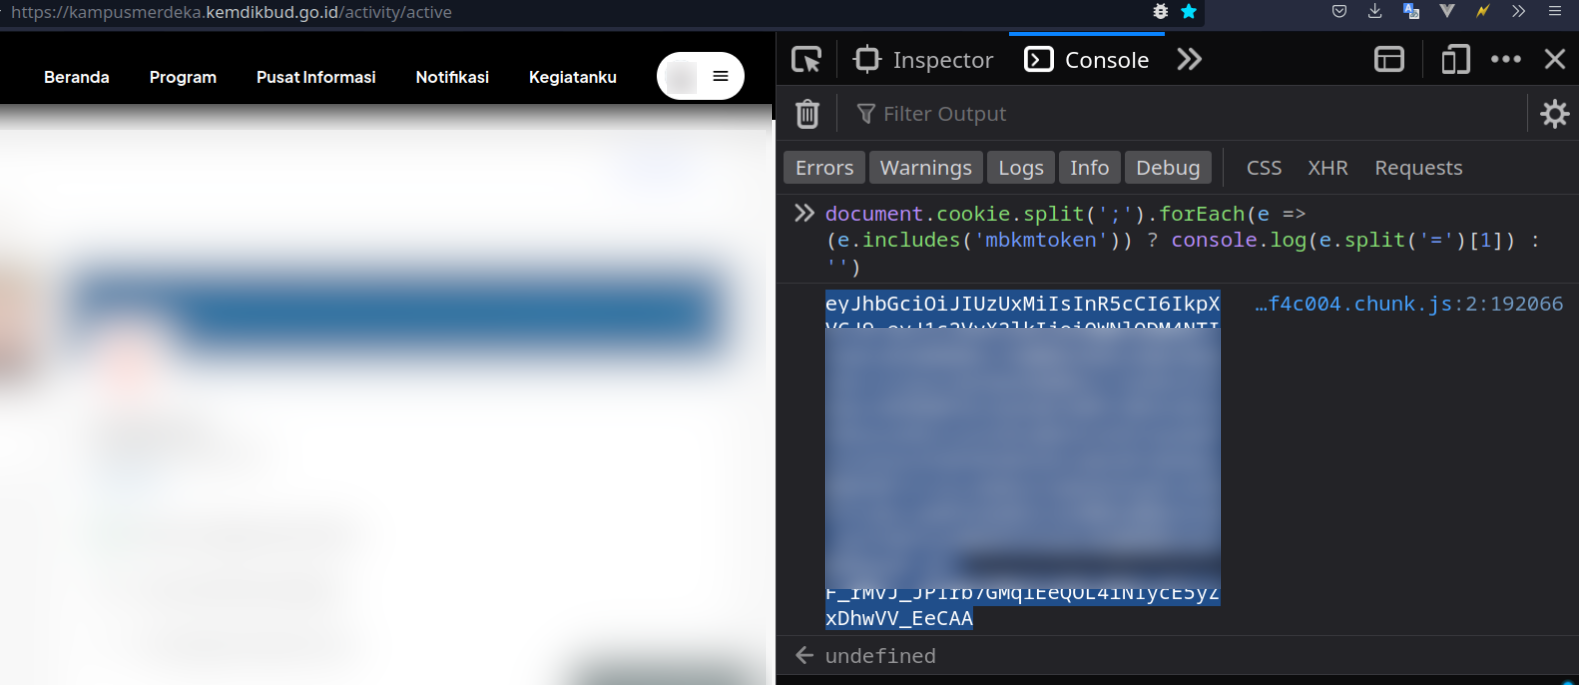 https://kampusmerdeka.kemdikbud.go.id/activity/active
Beranda Program Pusat Informasi Notifikasi Kegiatanku
Inspector Console
Filter Output
Errors Warnings Logs Info Debug CSS XHR Requests
document.cookie.split(';').forEach(e =>
(e.includes('mbkmtoken')) ? console.log(e.split('=')[1]) :
'')
eyJhbGciOiJIUzUxMiIsInR5cCI6IkpX …f4c004.chunk.js:2:192066
xDhwVV_EeCAA
undefined